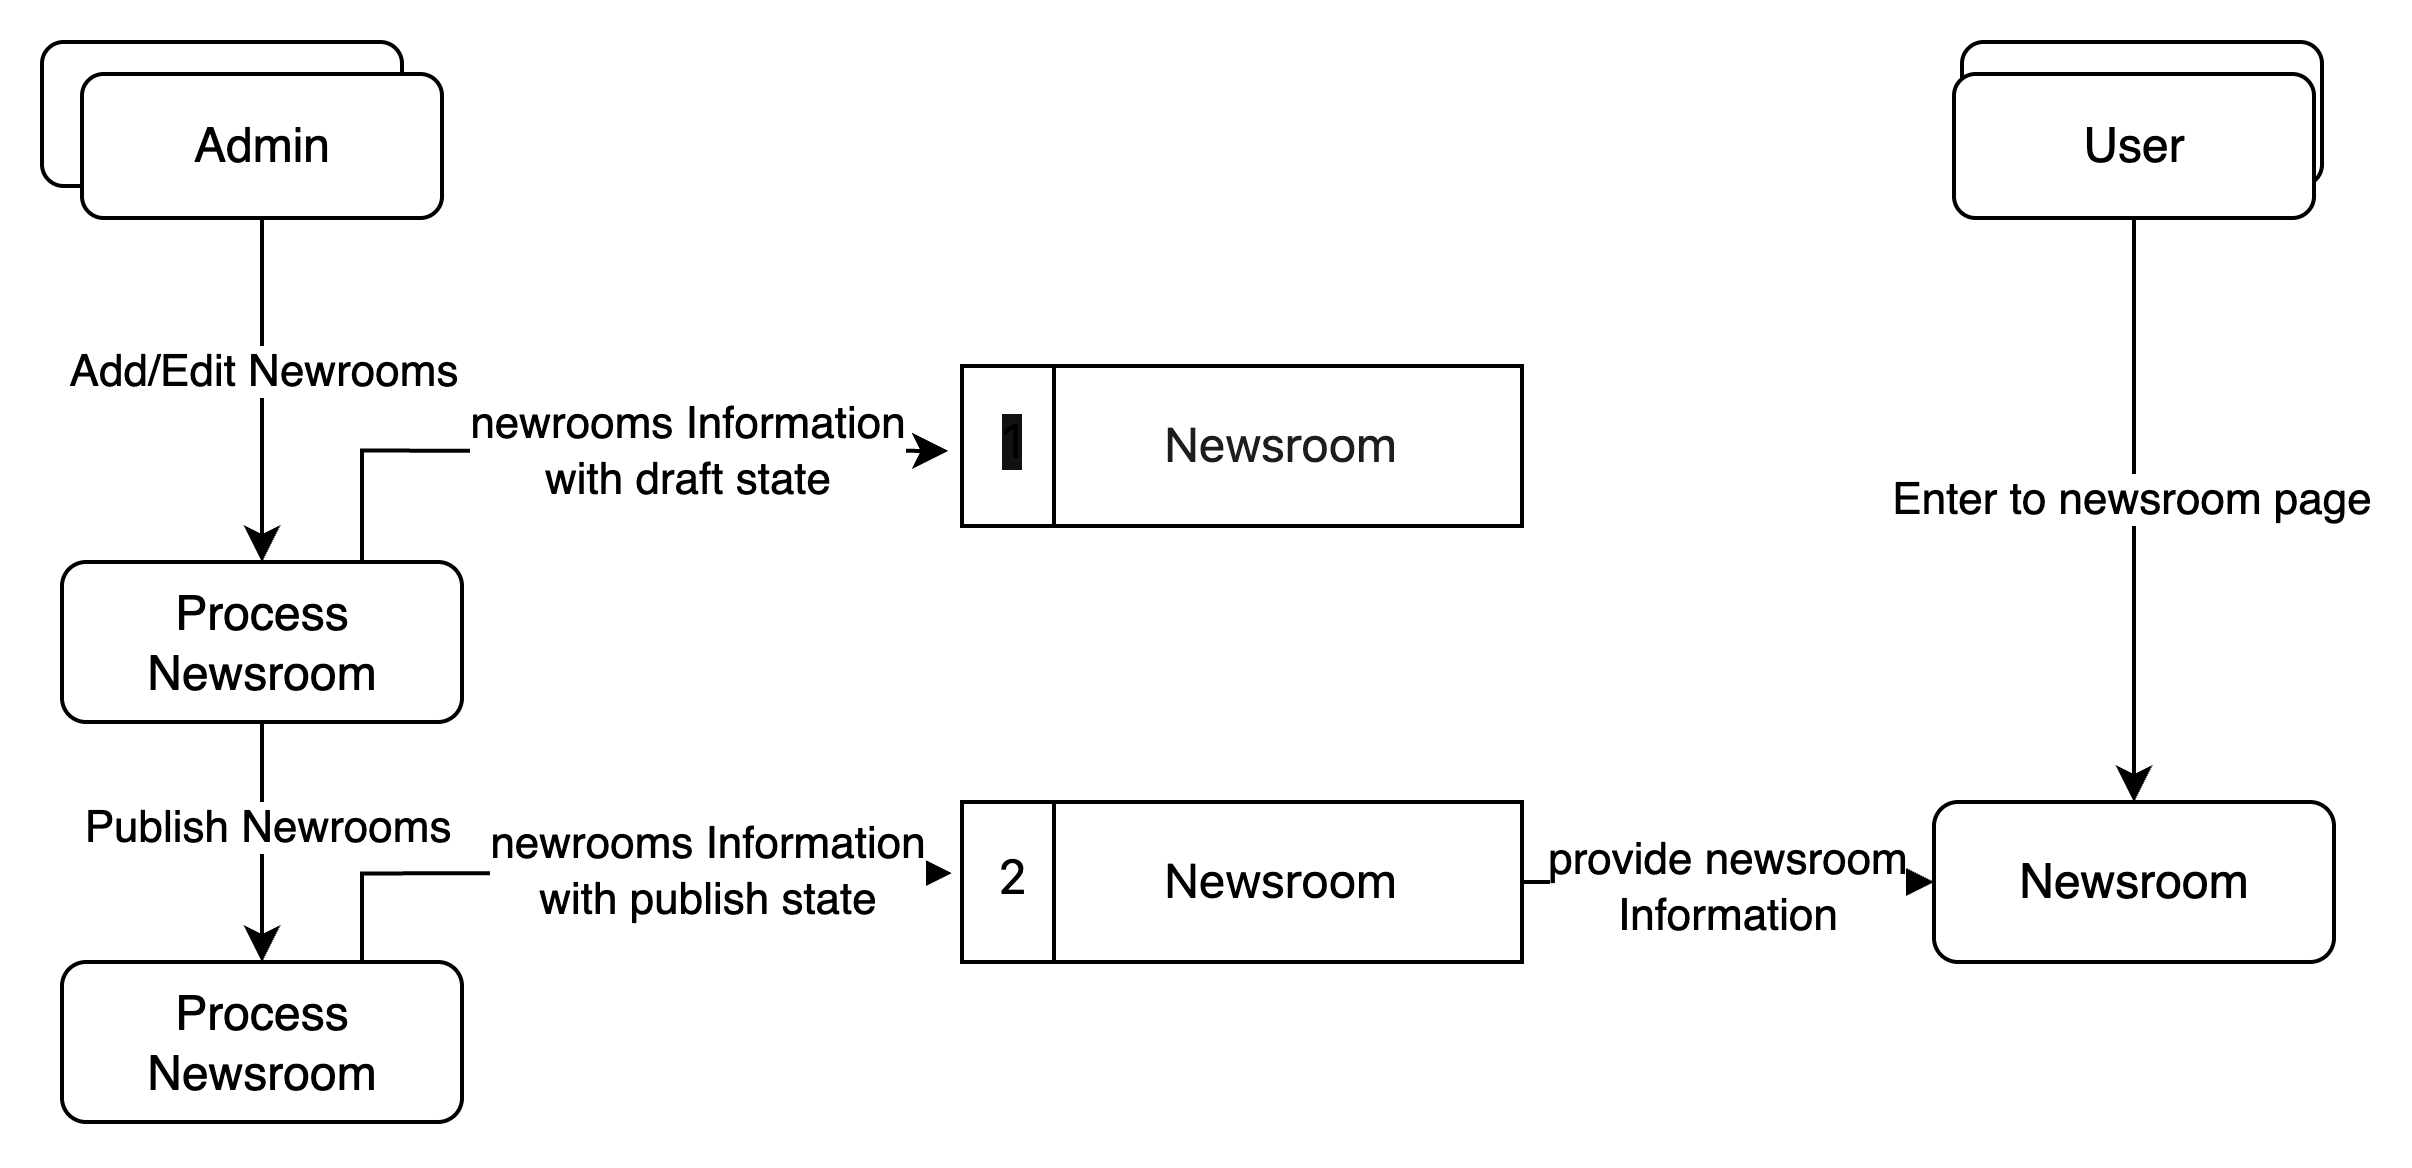 Admin
User
Add/Edit Newrooms
newrooms Information
with draft state
1
Newsroom
Enter to newsroom page
Process
Newsroom
Publish Newrooms
newrooms Information
with publish state
2
Newsroom
provide newsroom
Information
Newsroom
Process
Newsroom